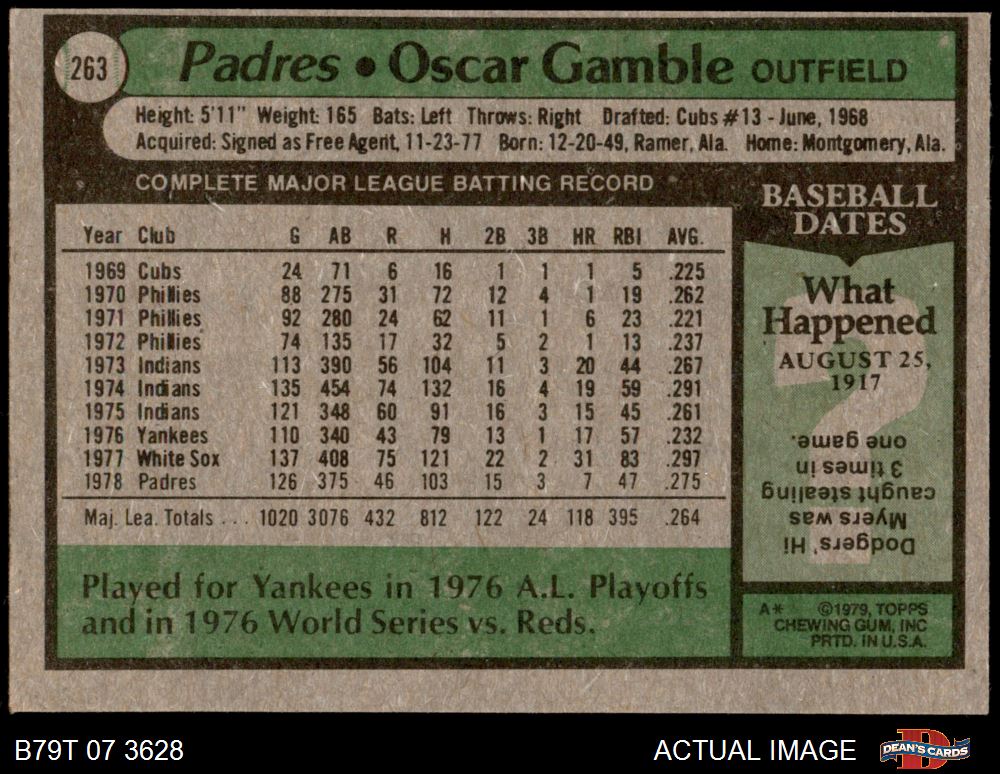 263
Padres • Oscar Gamble OUTFIELD
Height: 5'11" Weight: 165 Bats: Left Throws: Right Drafted: Cubs #13 - June, 1968
Acquired: Signed as Free Agent, 11-23-77 Born: 12-20-49, Ramer, Ala. Home: Montgomery, Ala.
COMPLETE MAJOR LEAGUE BATTING RECORD
Year Club G AB R H 2B 3B HR RBI AVG.
1969 Cubs 24 71 6 16 1 1 1 5 .225
1970 Phillies 88 275 31 72 12 4 1 19 .262
1971 Phillies 92 280 24 62 11 1 6 23 .221
1972 Phillies 74 135 17 32 5 2 1 13 .237
1973 Indians 113 390 56 104 11 3 20 44 .267
1974 Indians 135 454 74 132 16 4 19 59 .291
1975 Indians 121 348 60 91 16 3 15 45 .261
1976 Yankees 110 340 43 79 13 1 17 57 .232
1977 White Sox 137 408 75 121 22 2 31 83 .297
1978 Padres 126 375 46 103 15 3 7 47 .275
Maj. Lea. Totals ... 1020 3076 432 812 122 24 118 395 .264
Played for Yankees in 1976 A.L. Playoffs
and in 1976 World Series vs. Reds.
BASEBALL
DATES
What
Happened
AUGUST 25,
1917
?
Dodgers' Hi
Myers was
caught stealing
3 times in
one game.
A* ©1979, TOPPS
CHEWING GUM, INC
PRTD. IN U.S.A.
B79T 07 3628
ACTUAL IMAGE
DEAN'S CARDS